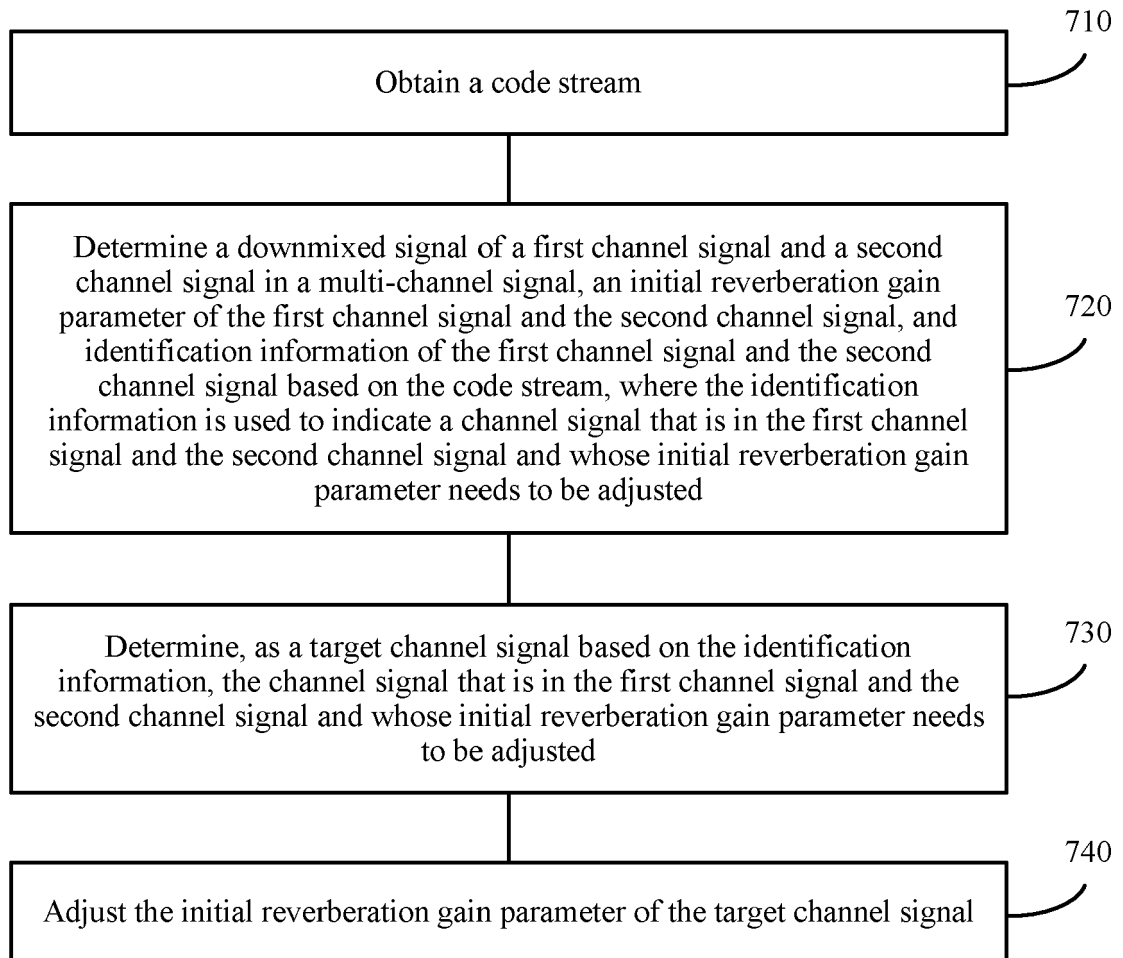 710
Obtain a code stream
Determine a downmixed signal of a first channel signal and a second
channel signal in a multi-channel signal, an initial reverberation gain
parameter of the first channel signal and the second channel signal, and
identification information of the first channel signal and the second
channel signal based on the code stream, where the identification
information is used to indicate a channel signal that is in the first channel
signal and the second channel signal and whose initial reverberation gain
parameter needs to be adjusted
720
Determine, as a target channel signal based on the identification
information, the channel signal that is in the first channel signal and the
second channel signal and whose initial reverberation gain parameter needs
to be adjusted
730
Adjust the initial reverberation gain parameter of the target channel signal
740